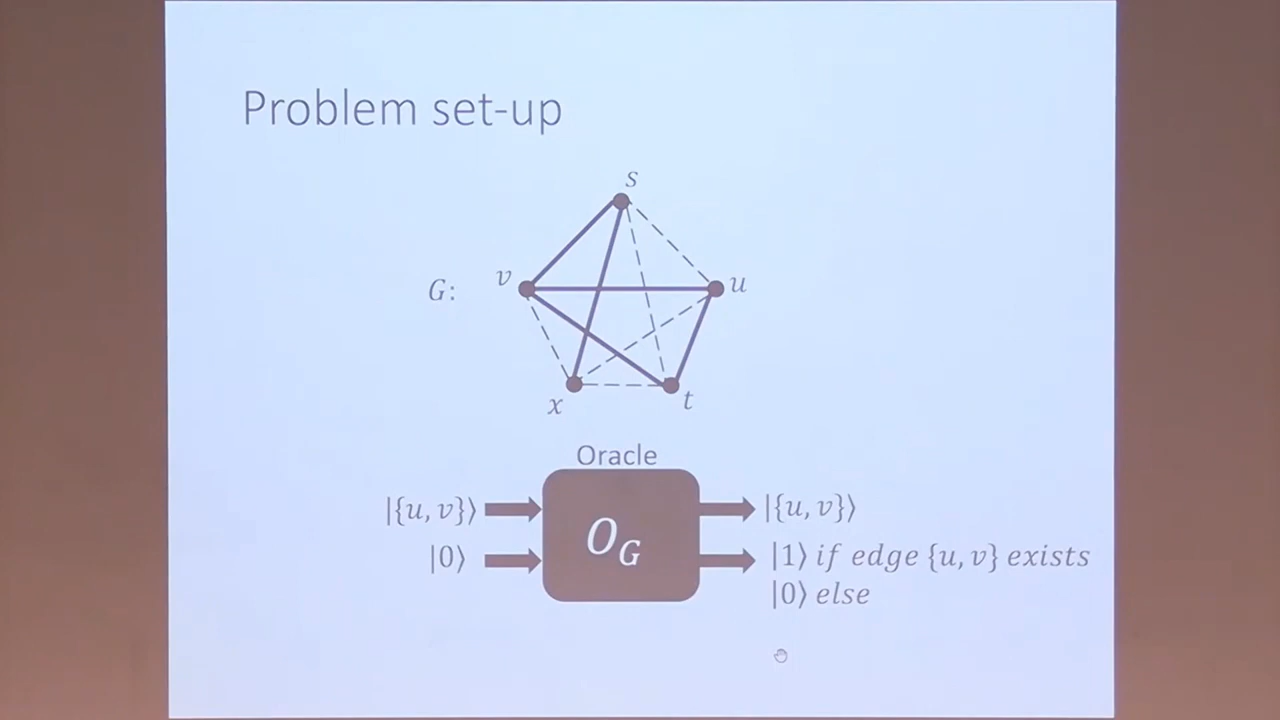 Problem set-up
s
G:
v
u
x
t
Oracle
|{u, v}⟩
|{u, v}⟩
|0⟩
O_G
|1⟩ if edge {u, v} exists
|0⟩ else